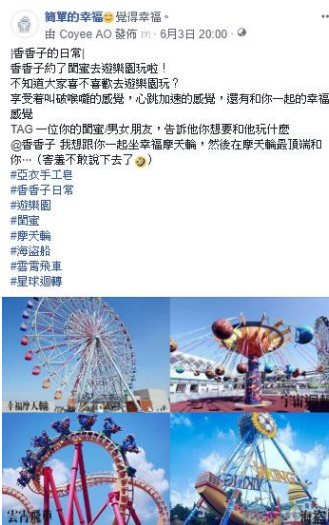 簡單的幸福😊覺得幸福。
由 Coyee AO 發佈 [?]·6月3日 20:00·
|香香子的日常|
香香子約了閨蜜去遊樂園玩啦！
不知道大家喜不喜歡去遊樂園玩？
享受著叫破喉嚨的感覺，心跳加速的感覺，還有和你一起的幸福
感覺
TAG 一位你的閨蜜/男女朋友，告訴他你想要和他玩什麼
@香香子 我想跟你一起坐幸福摩天輪，然後在摩天輪最頂端和
你…（害羞不敢說下去了🤣）
#亞衣手工皂
#香香子日常
#遊樂園
#閨蜜
#摩天輪
#海盜船
#雲霄飛車
#星球迴轉
幸福摩天輪
宇宙迴轉
雲霄飛車
海盜